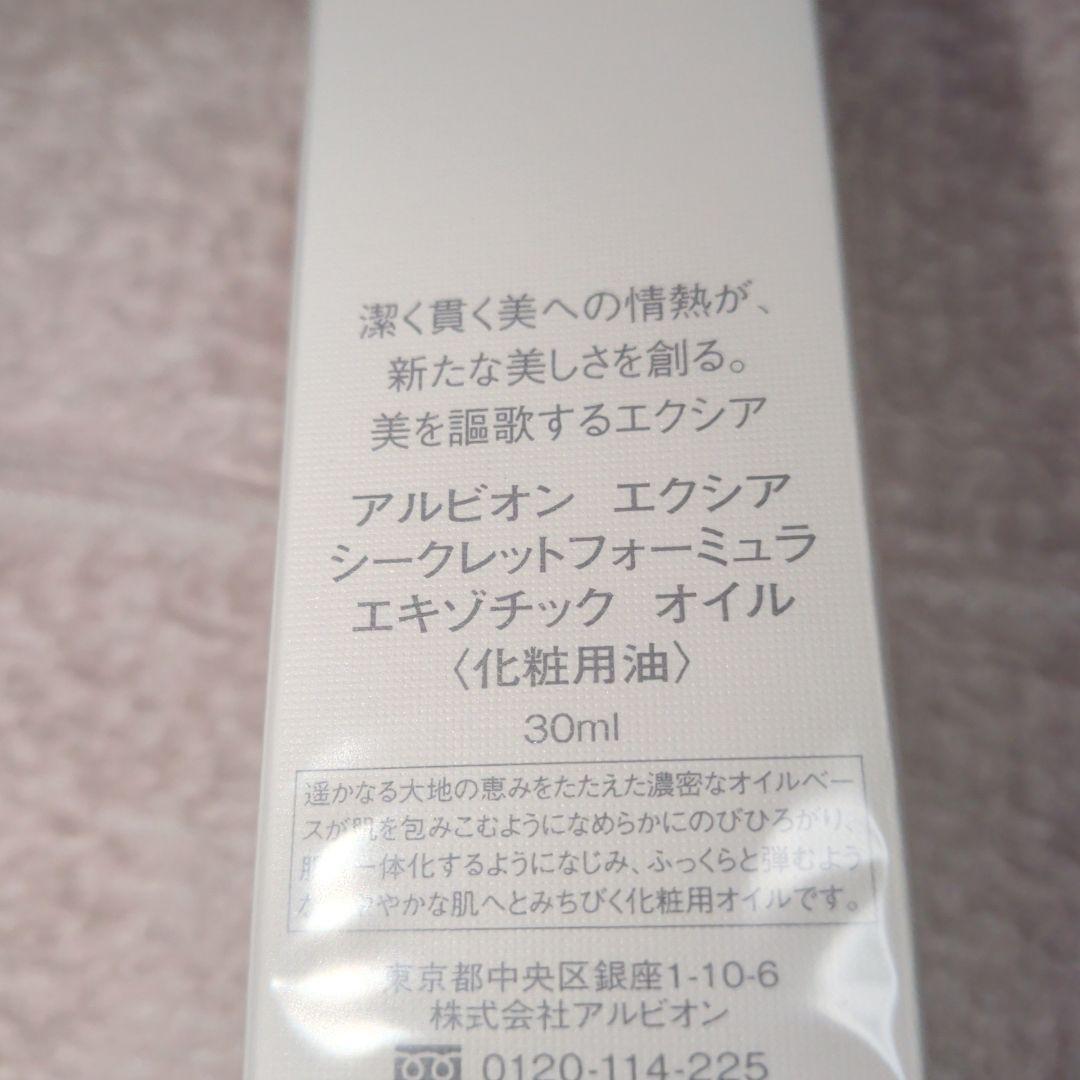 潔く貫く美への情熱が、
新たな美しさを創る。
美を謳歌するエクシア
アルビオン エクシア
シークレットフォーミュラ
エキゾチック オイル
〈化粧用油〉
30ml
遥かなる大地の恵みをたたえた濃密なオイルベー
スが肌を包みこむようになめらかにのびひろがり、
一体化するようになじみ、ふっくらと弾むよう
やかな肌へとみちびく化粧用オイルです。
東京都中央区銀座1-10-6
株式会社アルビオン
0120-114-225